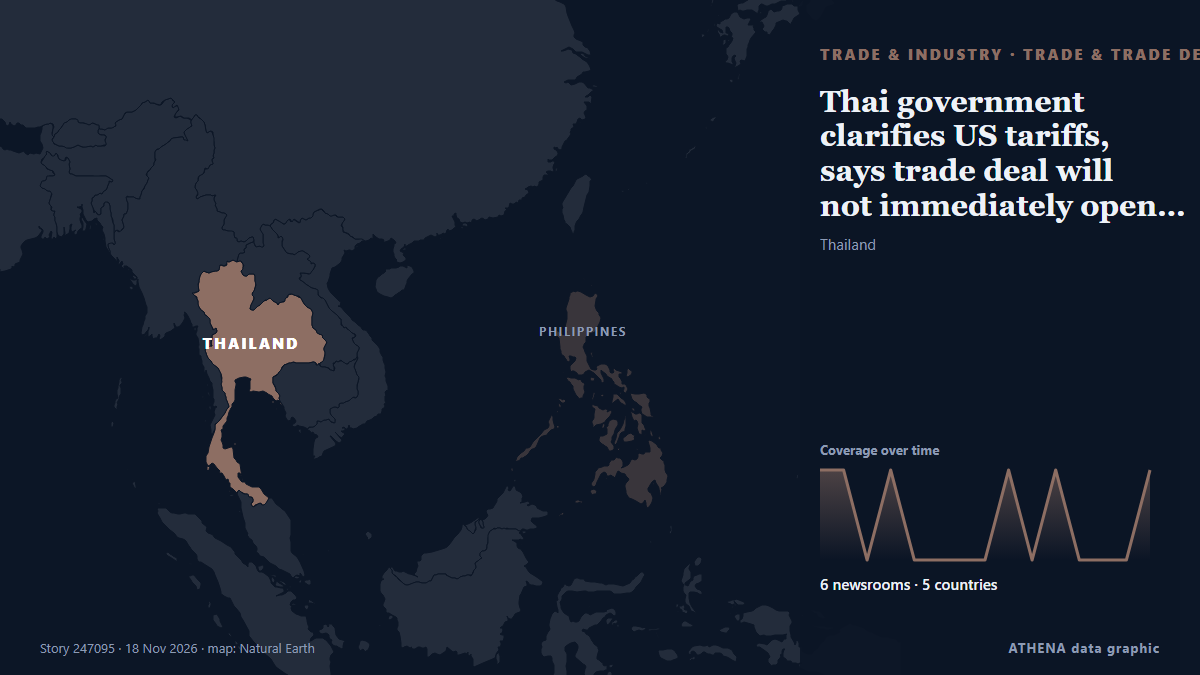 TRADE & INDUSTRY · TRADE & TRADE DE
Thai government
clarifies US tariffs,
says trade deal will
not immediately open...
Thailand
THAILAND
PHILIPPINES
Coverage over time
6 newsrooms · 5 countries
Story 247095 · 18 Nov 2026 · map: Natural Earth
ATHENA data graphic